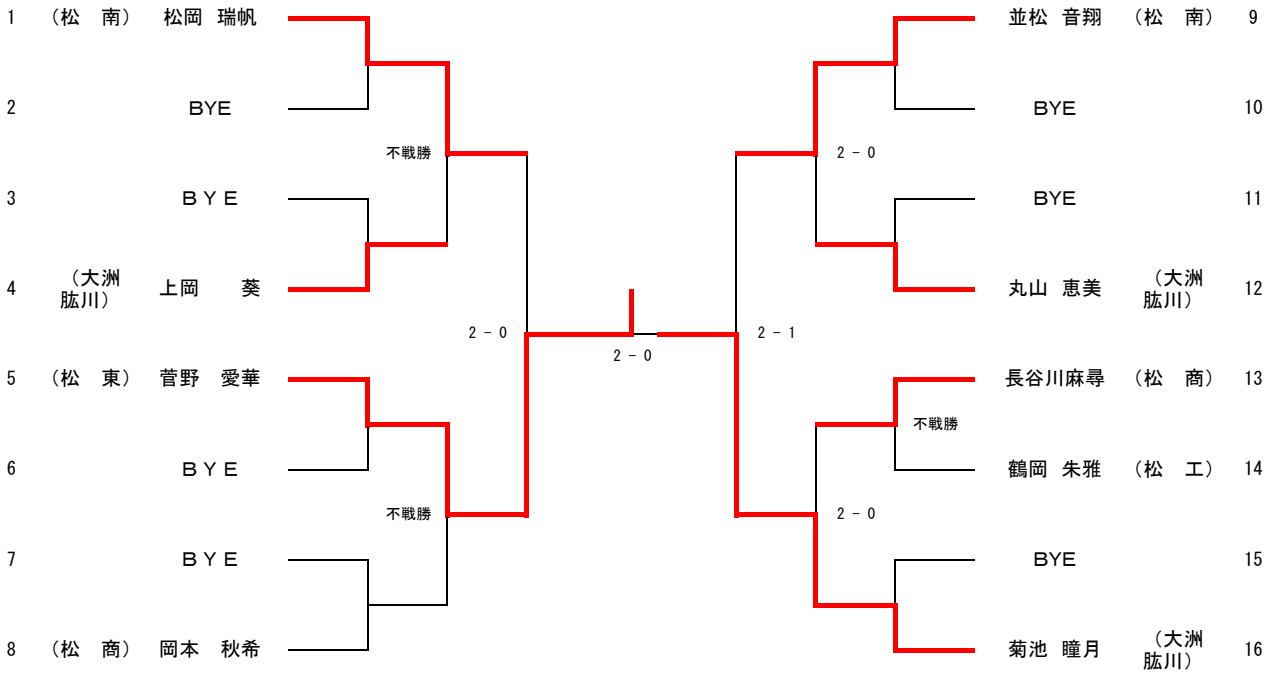 1 (松 南) 松岡 瑞帆
2 BYE
不戦勝
3 BYE
4 (大洲肱川) 上岡 葵
2 - 0
5 (松 東) 菅野 愛華
6 BYE
不戦勝
7 BYE
8 (松 商) 岡本 秋希
2 - 0
並松 音翔 (松 南) 9
BYE 10
2 - 0
BYE 11
丸山 恵美 (大洲肱川) 12
2 - 1
長谷川麻尋 (松 商) 13
不戦勝
鶴岡 朱雅 (松 工) 14
2 - 0
BYE 15
菊池 瞳月 (大洲肱川) 16